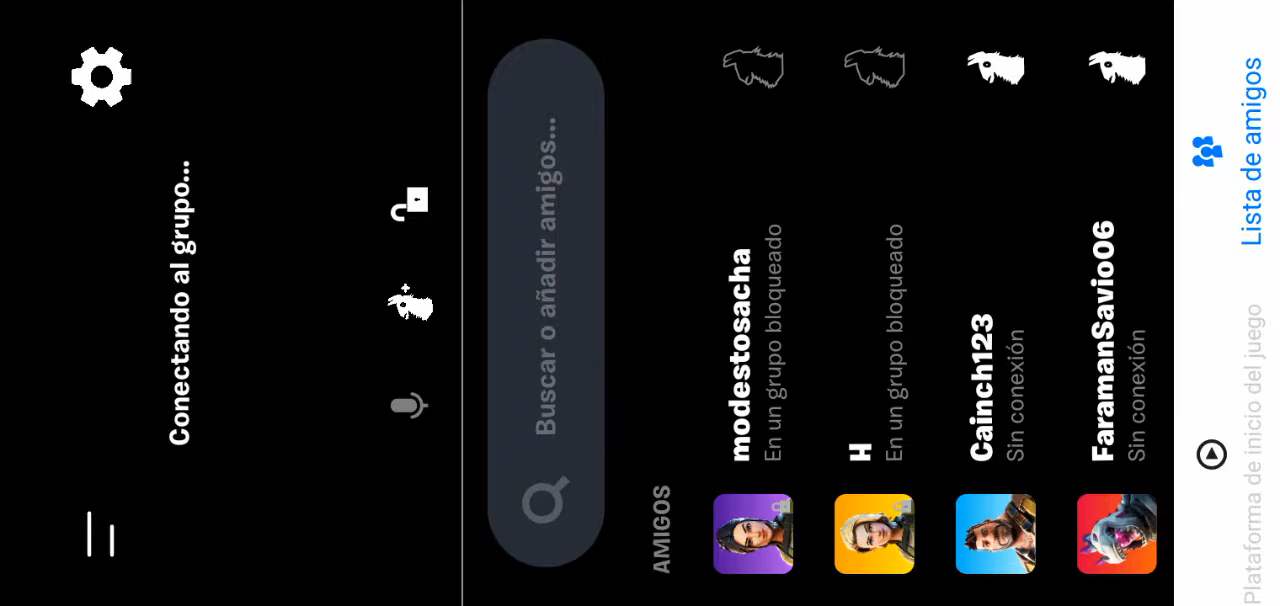 Conectando al grupo...
Buscar o añadir amigos...
AMIGOS
modestosacha
En un grupo bloqueado
H
En un grupo bloqueado
Cainch123
Sin conexión
FaramanSavio06
Sin conexión
Plataforma de inicio del juego
Lista de amigos